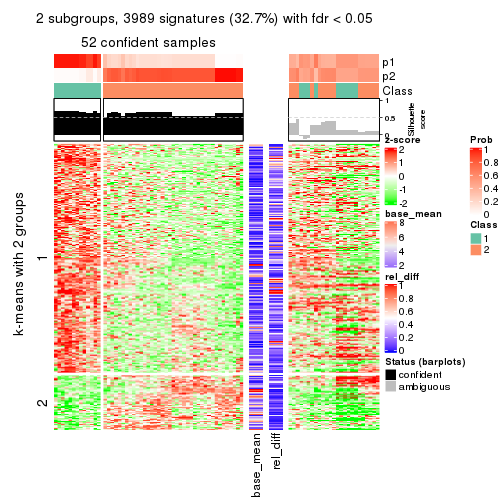 2 subgroups, 3989 signatures (32.7%) with fdr < 0.05
52 confident samples
p1
p2
Class
1
0.5
0
Silhouette
score
k-means with 2 groups
1
2
base_mean
rel_diff
z-score
2
1
0
-1
-2
base_mean
8
6
4
2
rel_diff
1
0.8
0.6
0.4
0.2
0
Status (barplots)
confident
ambiguous
Prob
1
0.8
0.6
0.4
0.2
0
Class
1
2